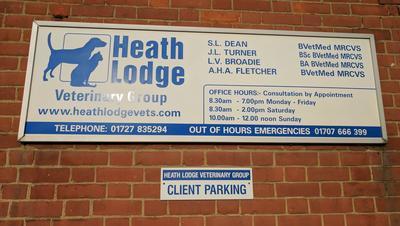 Heath
Lodge
Veterinary Group
www.heathlodgevets.com
S.L. DEAN BVetMed MRCVS
J.L. TURNER BSc BVetMed MRCVS
L.V. BROADIE BA BVetMed MRCVS
A.H.A. FLETCHER BVetMed MRCVS
OFFICE HOURS:- Consultation by Appointment
8.30am - 7.00pm Monday - Friday
8.30am - 2.00pm Saturday
10.00am - 12.00 noon Sunday
TELEPHONE: 01727 835294 OUT OF HOURS EMERGENCIES 01707 666 399
HEATH LODGE VETERINARY GROUP
CLIENT PARKING